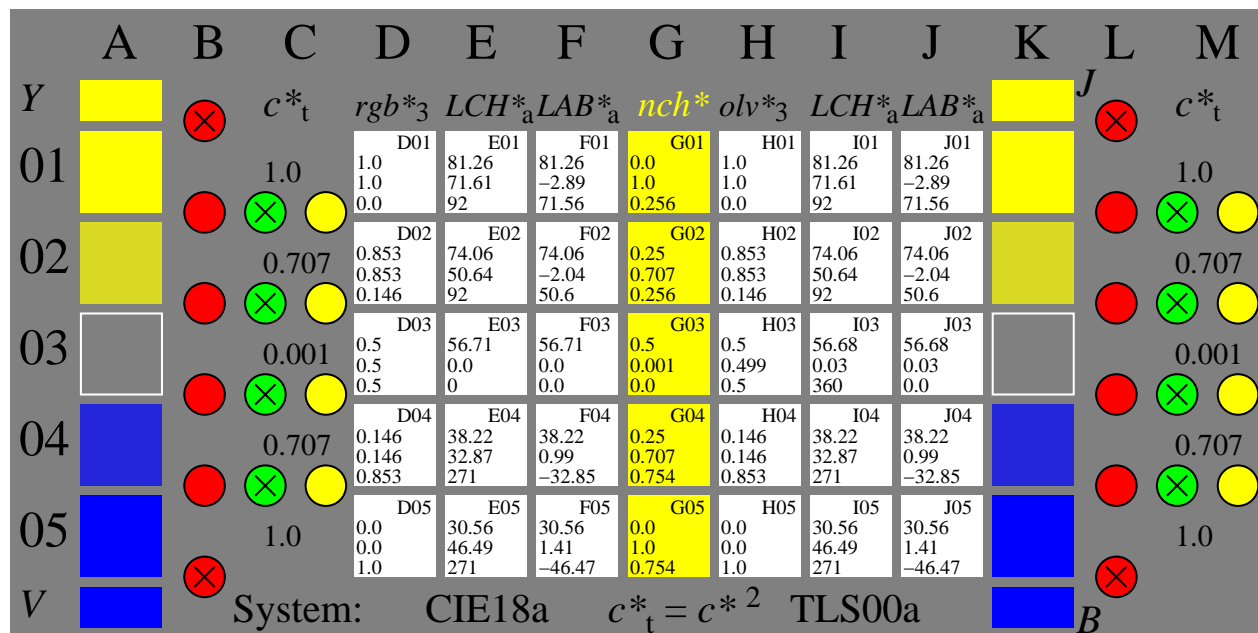 A B C D E F G H I J K L M
Y c*t rgb*3 LCH*a LAB*a nch* olv*3 LCH*a LAB*a J c*t
01 1.0 D01 E01 F01 G01 H01 I01 J01 1.0
1.0 81.26 81.26 0.0 1.0 81.26 81.26
1.0 71.61 −2.89 1.0 1.0 71.61 −2.89
0.0 92 71.56 0.256 0.0 92 71.56
02 0.707 D02 E02 F02 G02 H02 I02 J02 0.707
0.853 74.06 74.06 0.25 0.853 74.06 74.06
0.853 50.64 −2.04 0.707 0.853 50.64 −2.04
0.146 92 50.6 0.256 0.146 92 50.6
03 0.001 D03 E03 F03 G03 H03 I03 J03 0.001
0.5 56.71 56.71 0.5 0.5 56.68 56.68
0.5 0.0 0.0 0.001 0.499 0.03 0.03
0.5 0 0.0 0.0 0.5 360 0.0
04 0.707 D04 E04 F04 G04 H04 I04 J04 0.707
0.146 38.22 38.22 0.25 0.146 38.22 38.22
0.146 32.87 0.99 0.707 0.146 32.87 0.99
0.853 271 −32.85 0.754 0.853 271 −32.85
05 1.0 D05 E05 F05 G05 H05 I05 J05 1.0
0.0 30.56 30.56 0.0 0.0 30.56 30.56
0.0 46.49 1.41 1.0 0.0 46.49 1.41
1.0 271 −46.47 0.754 1.0 271 −46.47
V System: CIE18a c*t = c* 2 TLS00a B